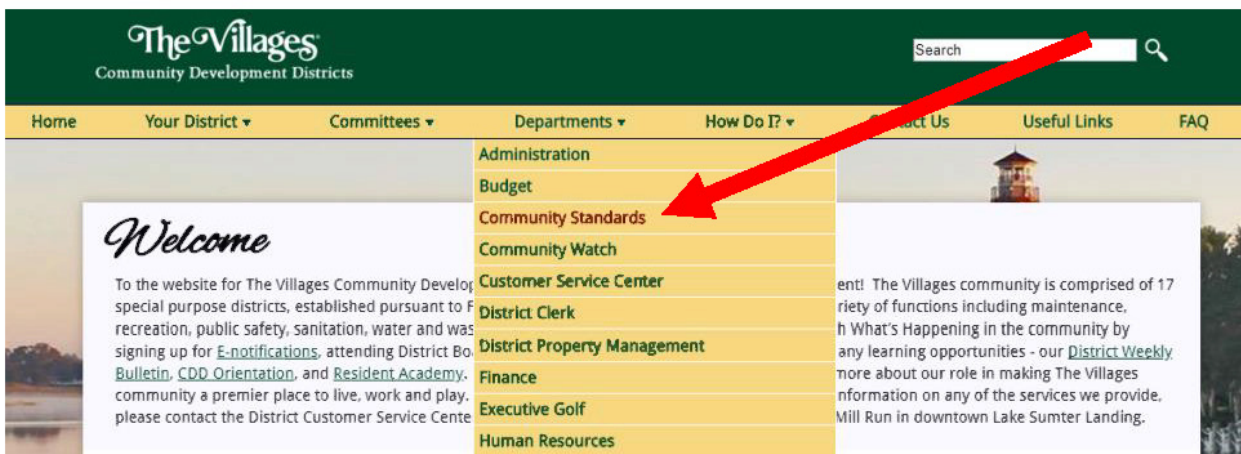 The Villages
Community Development Districts
Search
Home Your District Committees Departments How Do I? Us Useful Links FAQ
Administration
Budget
Community Standards
Community Watch
Customer Service Center
District Clerk
District Property Management
Finance
Executive Golf
Human Resources
Welcome
To the website for The Villages Community ent! The Villages community is comprised of 17
special purpose districts, established pursuant to riety of functions including maintenance,
recreation, public safety, sanitation, water and h What's Happening in the community by
signing up for E-notifications, attending District any learning opportunities - our District Weekly
Bulletin, CDD Orientation, and Resident Academy. more about our role in making The Villages
community a premier place to live, work and play. nformation on any of the services we provide,
please contact the District Customer Service Mill Run in downtown Lake Sumter Landing.